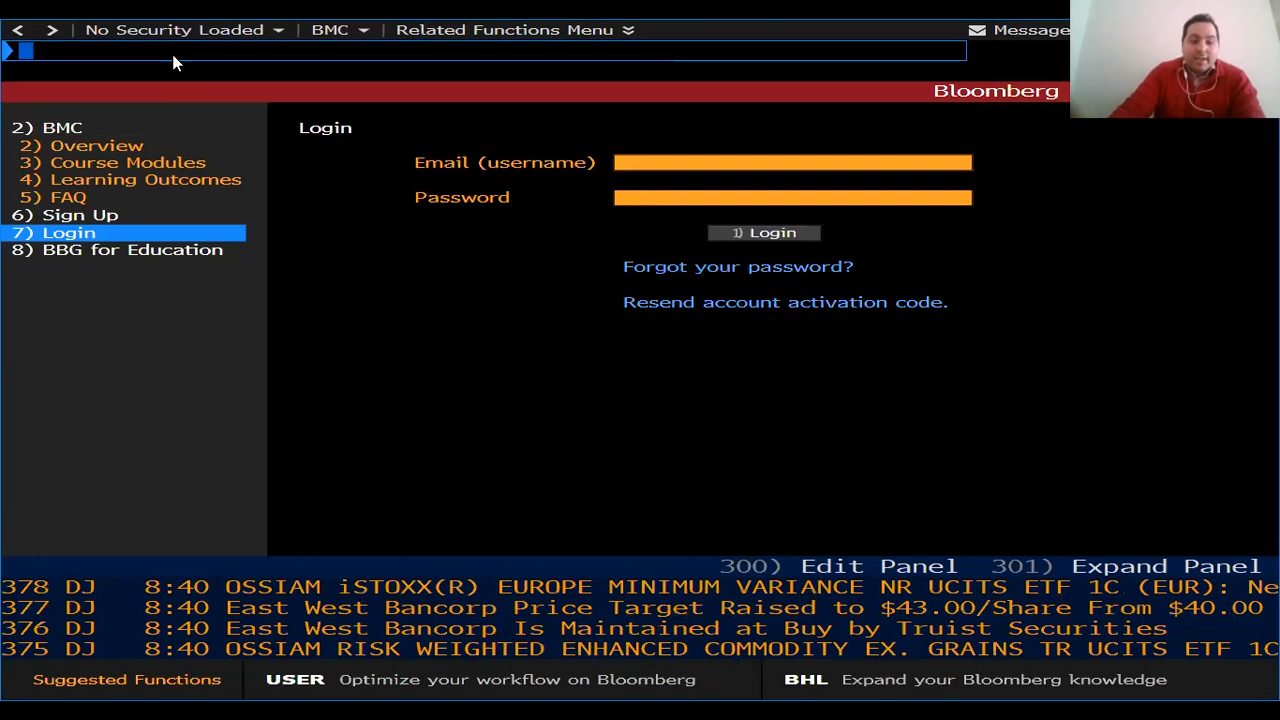 No Security Loaded BMC Related Functions Menu Message
Bloomberg
2) BMC
2) Overview
3) Course Modules
4) Learning Outcomes
5) FAQ
6) Sign Up
7) Login
8) BBG for Education
Login
Email (username)
Password
1) Login
Forgot your password?
Resend account activation code.
300) Edit Panel 301) Expand Panel
378 DJ 8:40 OSSIAM iSTOXX(R) EUROPE MINIMUM VARIANCE NR UCITS ETF 1C (EUR): Ne
377 DJ 8:40 East West Bancorp Price Target Raised to $43.00/Share From $40.00
376 DJ 8:40 East West Bancorp Is Maintained at Buy by Truist Securities
375 DJ 8:40 OSSIAM RISK WEIGHTED ENHANCED COMMODITY EX. GRAINS TR UCITS ETF 1C
Suggested Functions USER Optimize your workflow on Bloomberg BHL Expand your Bloomberg knowledge